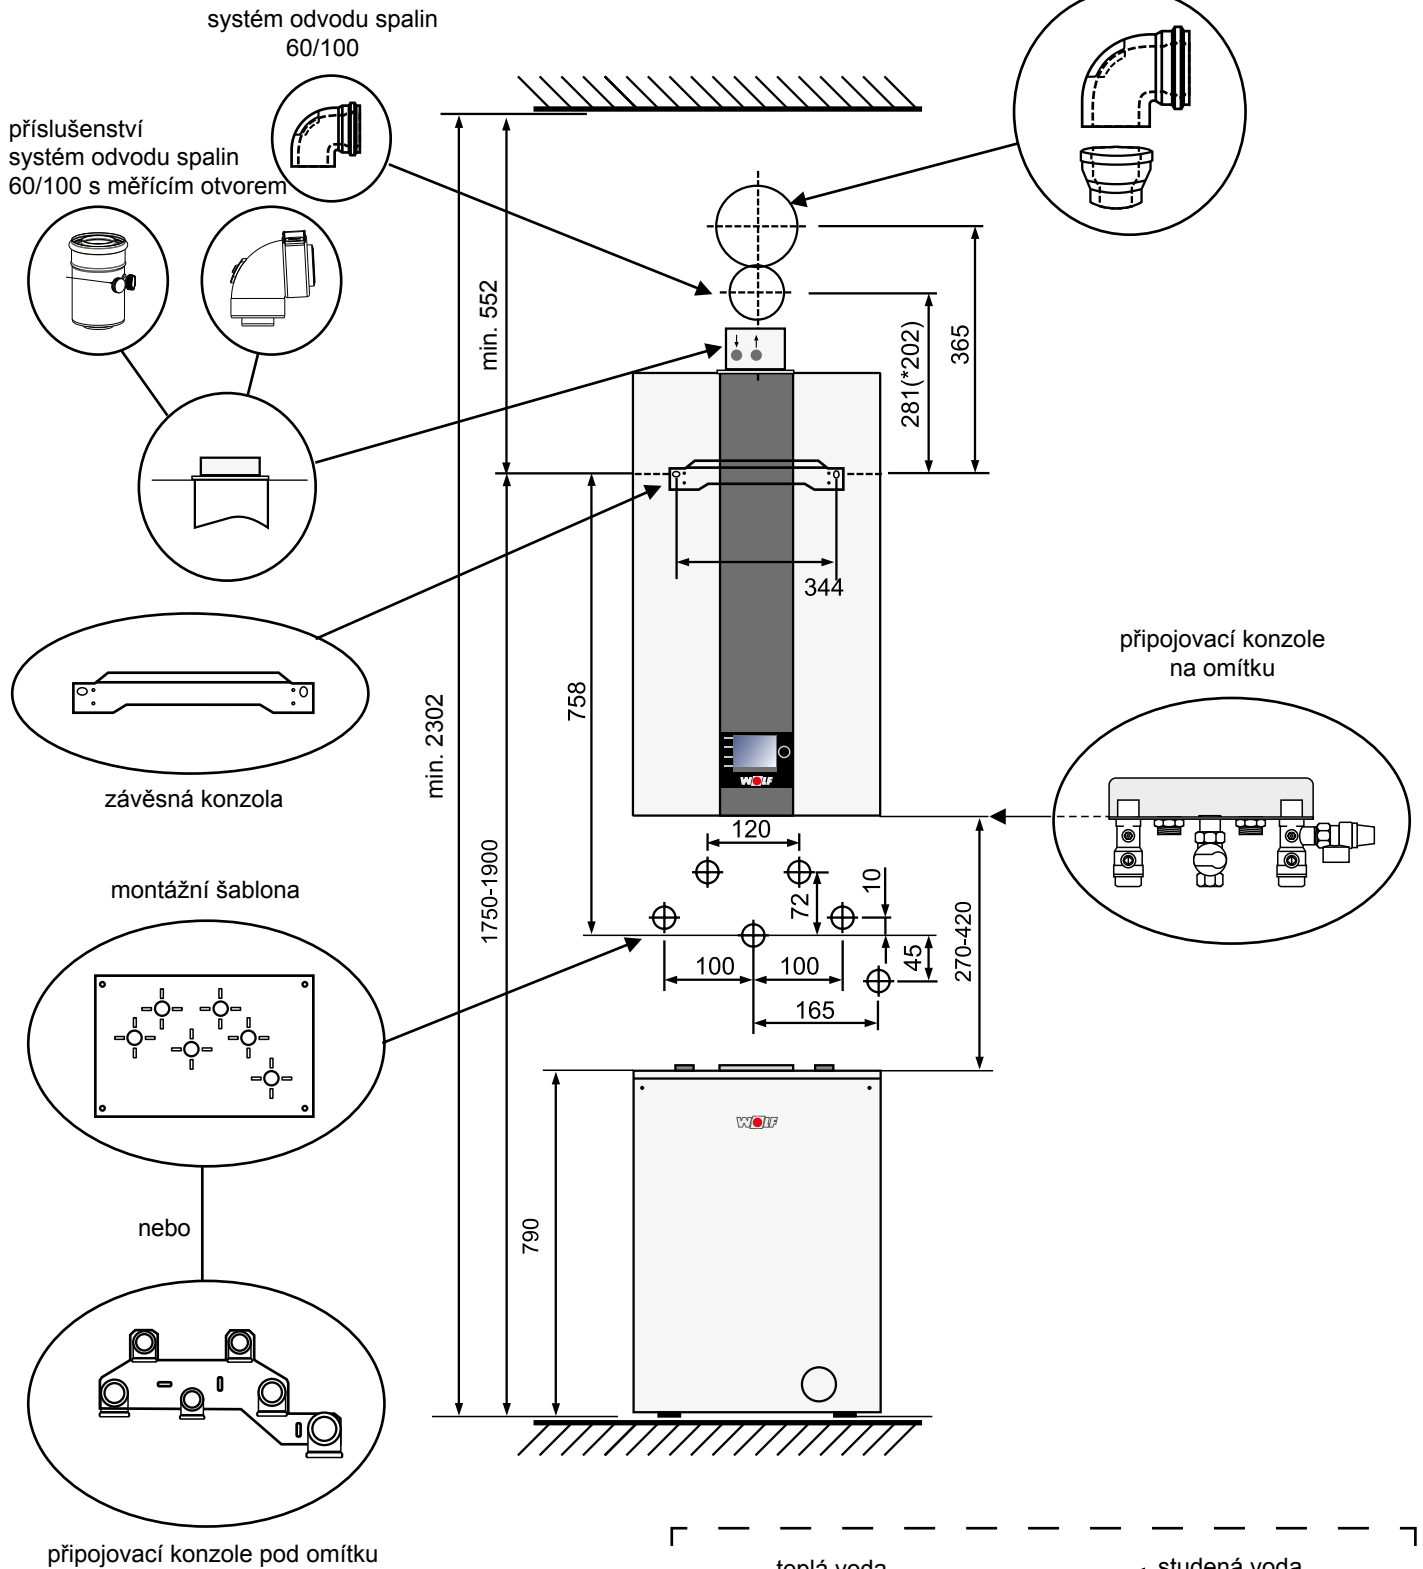 systém odvodu spalin
60/100
příslušenství
systém odvodu spalin
60/100 s měřícím otvorem
min. 552
281(*202)
365
344
758
min. 2302
1750-1900
závěsná konzola
připojovací konzole
na omítku
WOLF
120
72
10
100
100
45
165
270-420
montážní šablona
790
WOLF
nebo
připojovací konzole pod omítku
teplá voda
studená voda